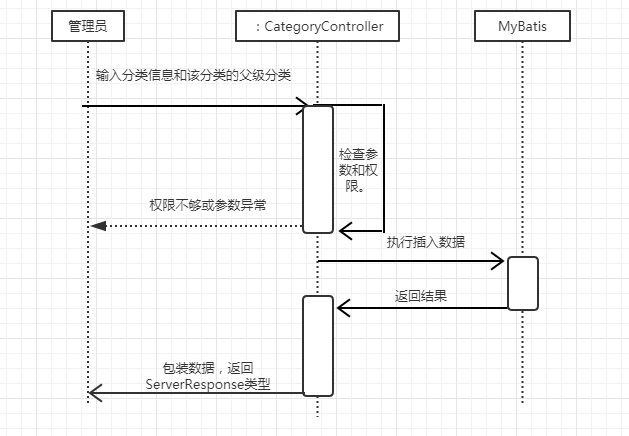 管理员
：CategoryController
MyBatis
输入分类信息和该分类的父级分类
检查参
数和权
限。
权限不够或参数异常
执行插入数据
返回结果
包装数据，返回
ServerResponse类型